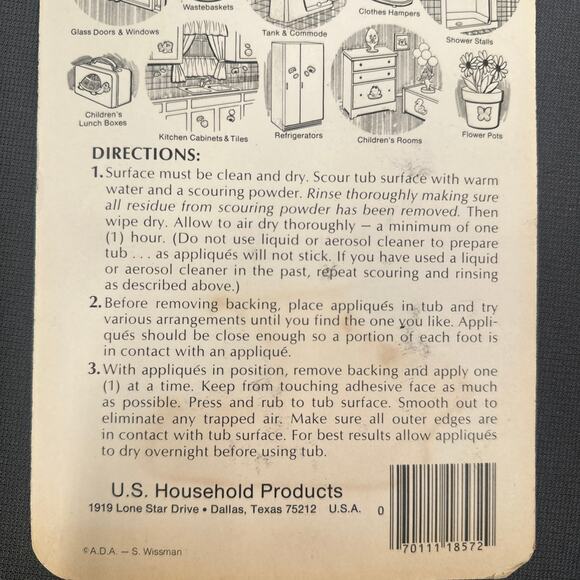 Wastebaskets
Glass Doors & Windows
Tank & Commode
Clothes Hampers
Shower Stalls
Children's
Lunch Boxes
Kitchen Cabinets & Tiles
Refrigerators
Children's Rooms
Flower Pots
DIRECTIONS:
1. Surface must be clean and dry. Scour tub surface with warm
water and a scouring powder. Rinse thoroughly making sure
all residue from scouring powder has been removed. Then
wipe dry. Allow to air dry thoroughly — a minimum of one
(1) hour. (Do not use liquid or aerosol cleaner to prepare
tub . . . as appliqués will not stick. If you have used a liquid
or aerosol cleaner in the past, repeat scouring and rinsing
as described above.)
2. Before removing backing, place appliqués in tub and try
various arrangements until you find the one you like. Appli-
qués should be close enough so a portion of each foot is
in contact with an appliqué.
3. With appliqués in position, remove backing and apply one
(1) at a time. Keep from touching adhesive face as much
as possible. Press and rub to tub surface. Smooth out to
eliminate any trapped air. Make sure all outer edges are
in contact with tub surface. For best results allow appliqués
to dry overnight before using tub.
U.S. Household Products
1919 Lone Star Drive • Dallas, Texas 75212 U.S.A.
0 70111 18572
© A.D.A. — S. Wissman